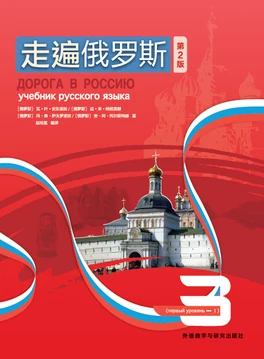 走遍俄罗斯
第2版
ДОРОГА В РОССИЮ
учебник русского языка
3
(первый уровень — I)
外语教学与研究出版社